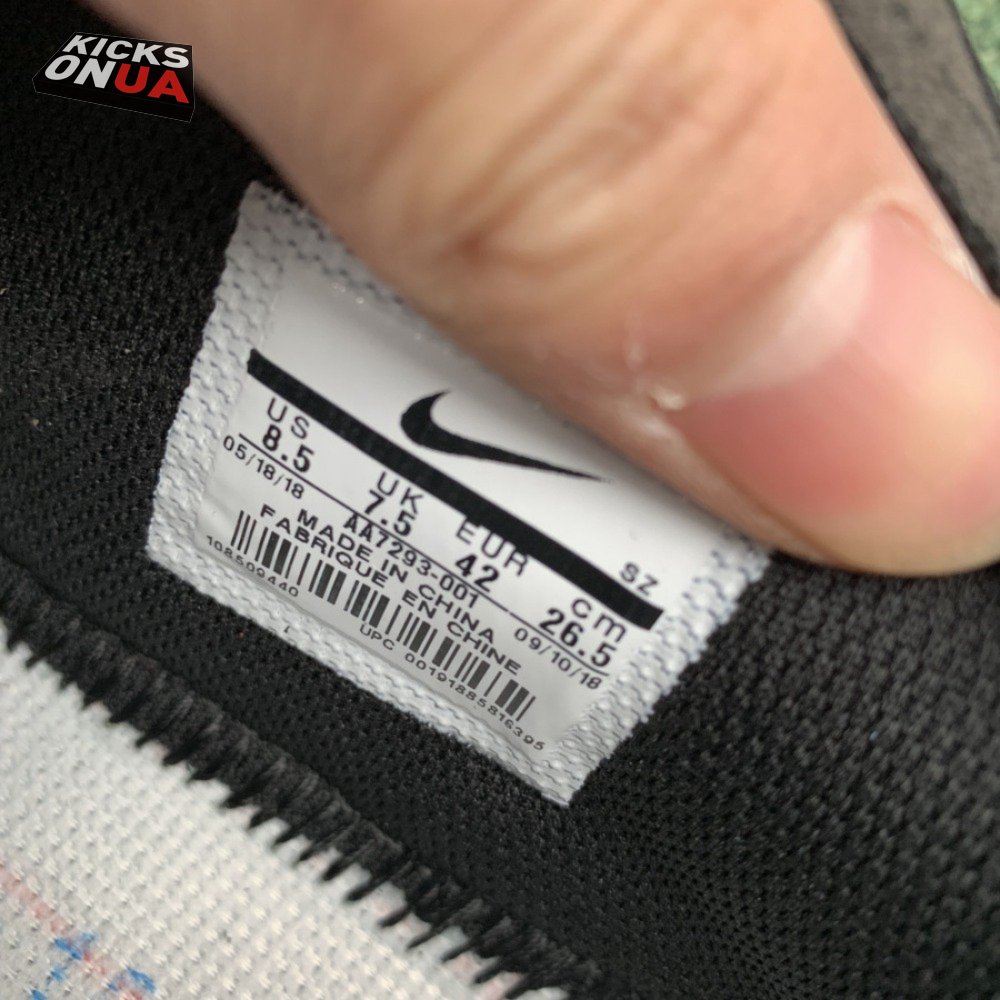 KICKS
ONUA
US UK EUR cm SZ
8.5 7.5 42 26.5
05/18/18 AA7293-001 09/10/18
MADE IN CHINA
FABRIQUE EN CHINE
108509440
UPC 00191885816395